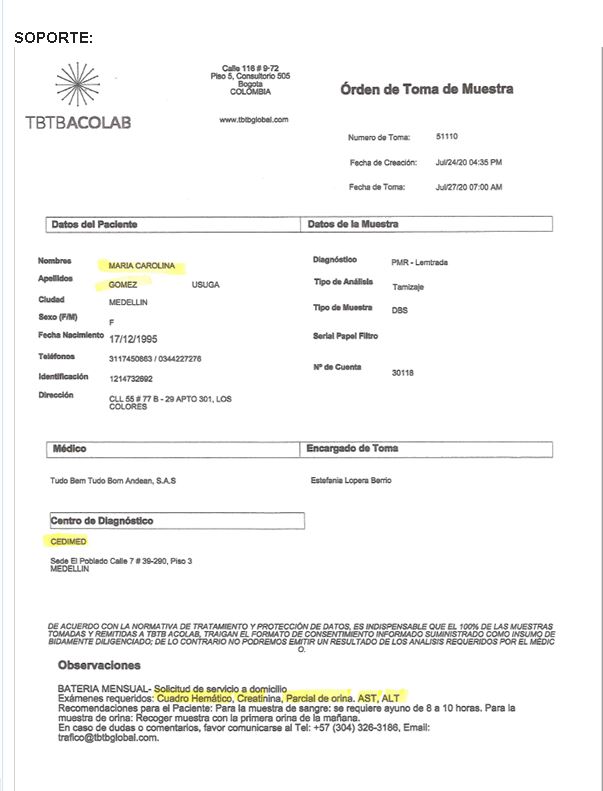 SOPORTE:
TBTBACOLAB
Calle 116 # 9-72
Piso 5, Consultorio 505
Bogota
COLOMBIA
www.tbtbglobal.com
Órden de Toma de Muestra
Numero de Toma: 51110
Fecha de Creación: Jul/24/20 04:35 PM
Fecha de Toma: Jul/27/20 07:00 AM
Datos del Paciente
Nombres MARIA CAROLINA
Apellidos GOMEZ USUGA
Ciudad MEDELLIN
Sexo (F/M) F
Fecha Nacimiento 17/12/1995
Teléfonos 3117450863 / 0344227276
Identificación 1214732692
Dirección CLL 55 # 77 B - 29 APTO 301, LOS
COLORES
Datos de la Muestra
Diagnóstico PMR - Lemtrada
Tipo de Análisis Tamizaje
Tipo de Muestra DBS
Serial Papel Filtro
Nº de Cuenta 30118
Médico
Tudo Bem Tudo Bom Andean, S.A.S
Encargado de Toma
Estefania Lopera Berrio
Centro de Diagnóstico
CEDIMED
Sede El Poblado Calle 7 # 39-290, Piso 3
MEDELLIN
DE ACUERDO CON LA NORMATIVA DE TRATAMIENTO Y PROTECCIÓN DE DATOS, ES INDISPENSABLE QUE EL 100% DE LAS MUESTRAS
TOMADAS Y REMITIDAS A TBTB ACOLAB, TRAIGAN EL FORMATO DE CONSENTIMIENTO INFORMADO SUMINISTRADO COMO INSUMO DE
BIDAMENTE DILIGENCIADO; DE LO CONTRARIO NO PODREMOS EMITIR UN RESULTADO DE LOS ANALISIS REQUERIDOS POR EL MÉDIC
O.
Observaciones
BATERIA MENSUAL- Solicitud de servicio a domicilio
Exámenes requeridos: Cuadro Hemático, Creatinina, Parcial de orina. AST, ALT
Recomendaciones para el Paciente: Para la muestra de sangre: se requiere ayuno de 8 a 10 horas. Para la
muestra de orina: Recoger muestra con la primera orina de la mañana.
En caso de dudas o comentarios, favor comunicarse al Tel: +57 (304) 326-3186, Email:
trafico@tbtbglobal.com.